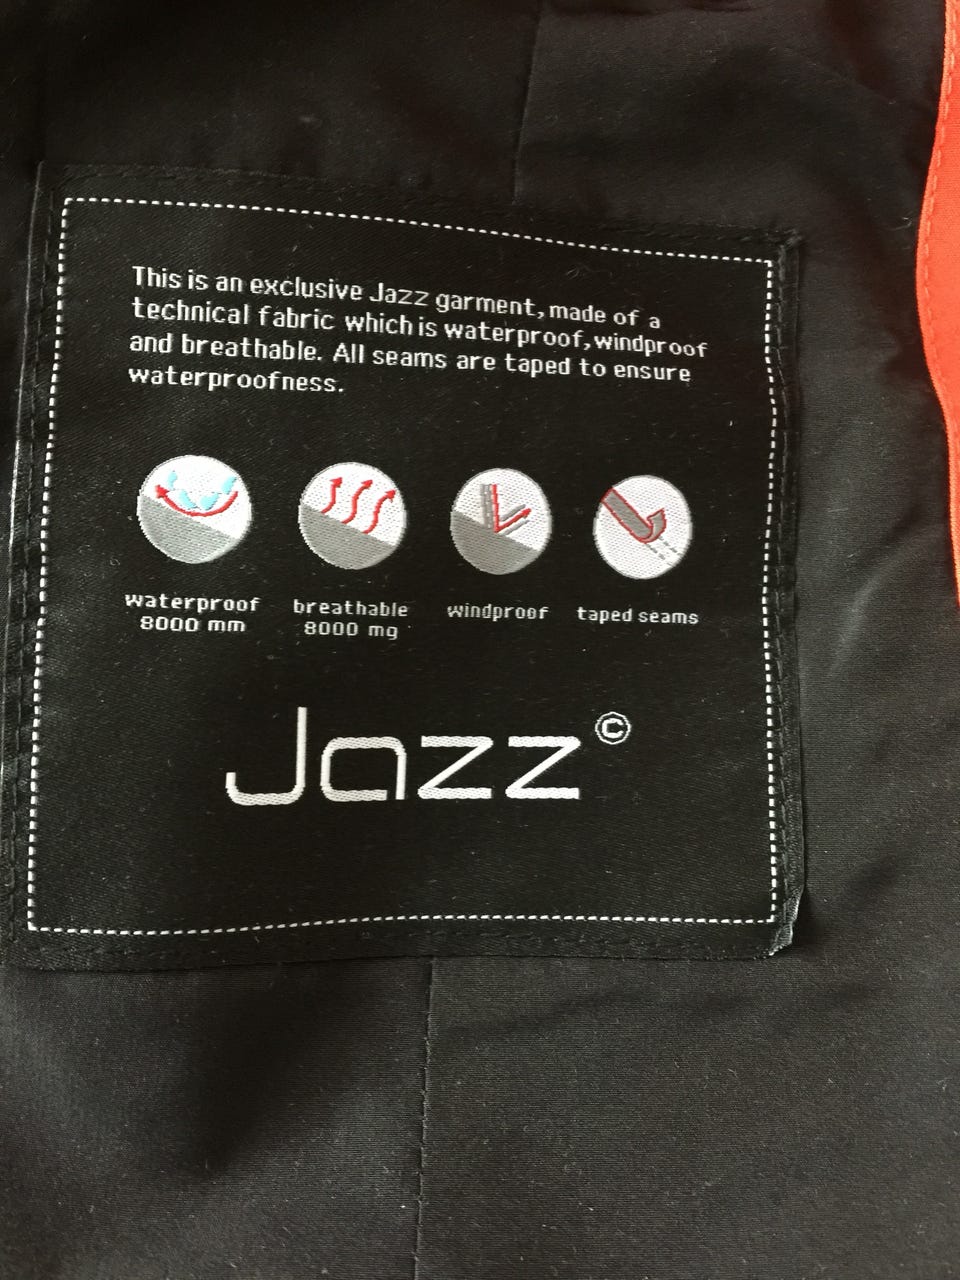 This is an exclusive Jazz garment, made of a
technical fabric which is waterproof, windproof
and breathable. All seams are taped to ensure
waterproofness.
waterproof
8000 mm
breathable
8000 mg
windproof
taped seams
Jazz©